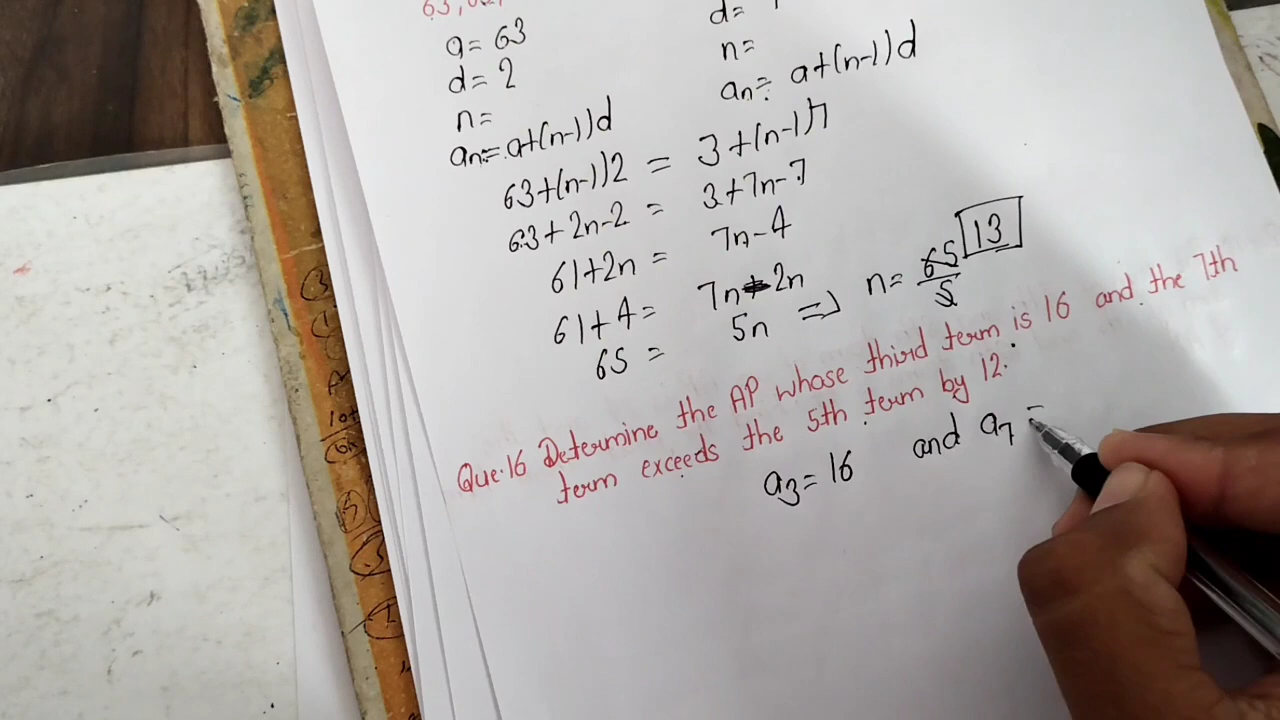 a = 63
d = 2
n =
an = a+(n-1)d
d =
n =
an = a+(n-1)d
63+(n-1)2 = 3+(n-1)7
63+2n-2 = 3+7n-7
61+2n = 7n-4
61+4 = 7n-2n
65 = 5n => n = 65/5 13
Que.16 Determine the AP whose third term is 16 and the 7th
term exceeds the 5th term by 12.
a3 = 16 and a7 =